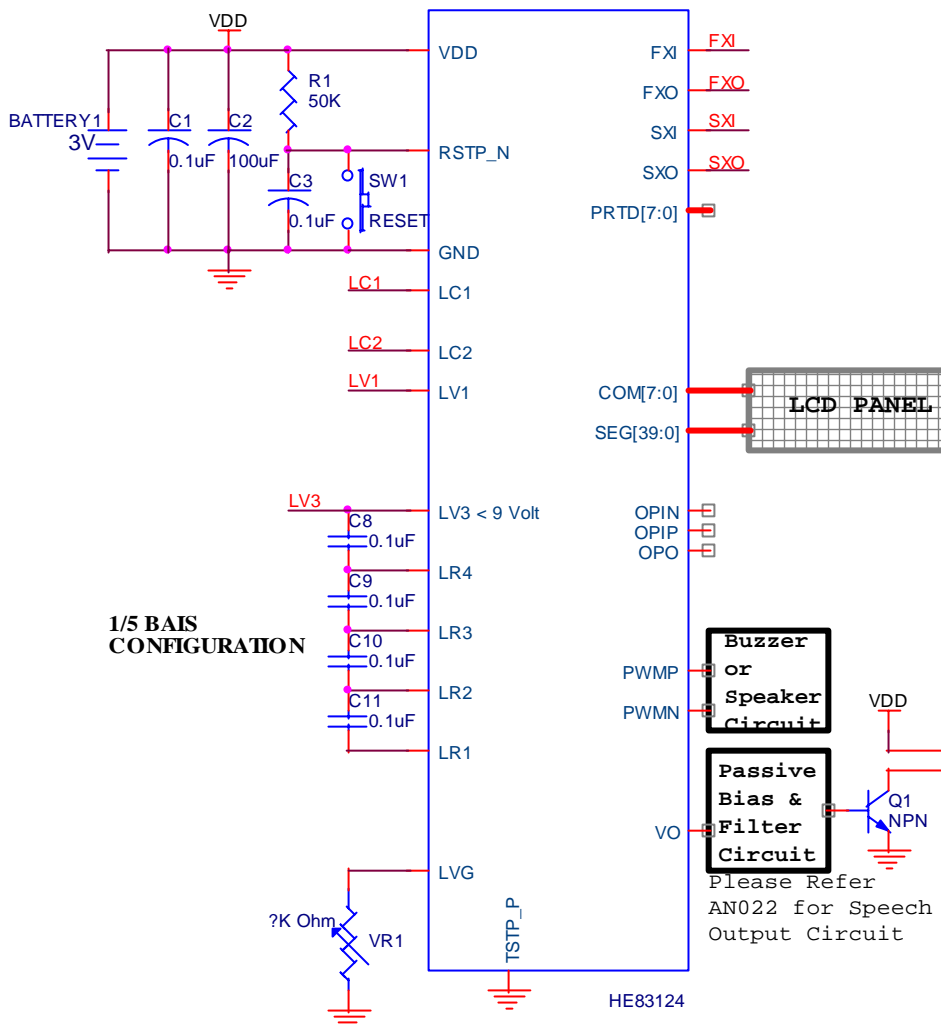 VDD
BATTERY1
3V
C1
0.1uF
C2
100uF
R1
50K
C3
0.1uF
SW1
RESET
VDD
RSTP_N
GND
LC1
LC1
LC2
LC2
LV1
LV1
LV3
LV3 < 9 Volt
C8
0.1uF
LR4
C9
0.1uF
LR3
C10
0.1uF
LR2
C11
0.1uF
LR1
1/5 BAIS
CONFIGURATION
LVG
?K Ohm
VR1
TSTP_P
HE83124
FXI
FXI
FXO
FXO
SXI
SXI
SXO
SXO
PRTD[7:0]
COM[7:0]
SEG[39:0]
LCD PANEL
OPIN
OPIP
OPO
PWMP
PWMN
Buzzer
or
Speaker
Circuit
VO
Passive
Bias &
Filter
Circuit
VDD
Q1
NPN
Please Refer
AN022 for Speech
Output Circuit